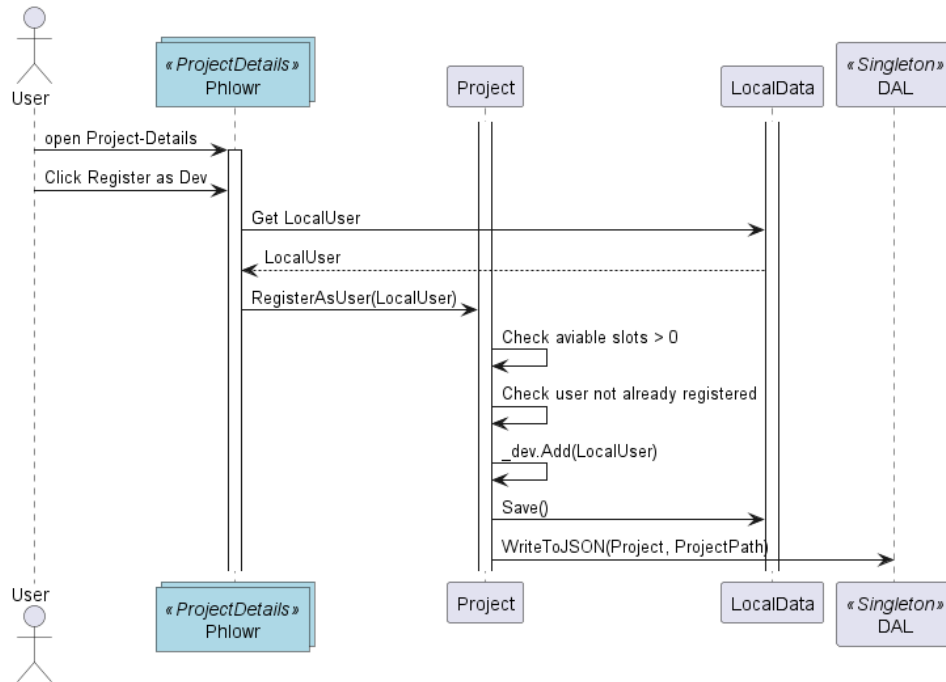 User
«ProjectDetails»
Phlowr
Project
LocalData
«Singleton»
DAL
open Project-Details
Click Register as Dev
Get LocalUser
LocalUser
RegisterAsUser(LocalUser)
Check aviable slots > 0
Check user not already registered
_dev.Add(LocalUser)
Save()
WriteToJSON(Project, ProjectPath)
User
«ProjectDetails»
Phlowr
Project
LocalData
«Singleton»
DAL